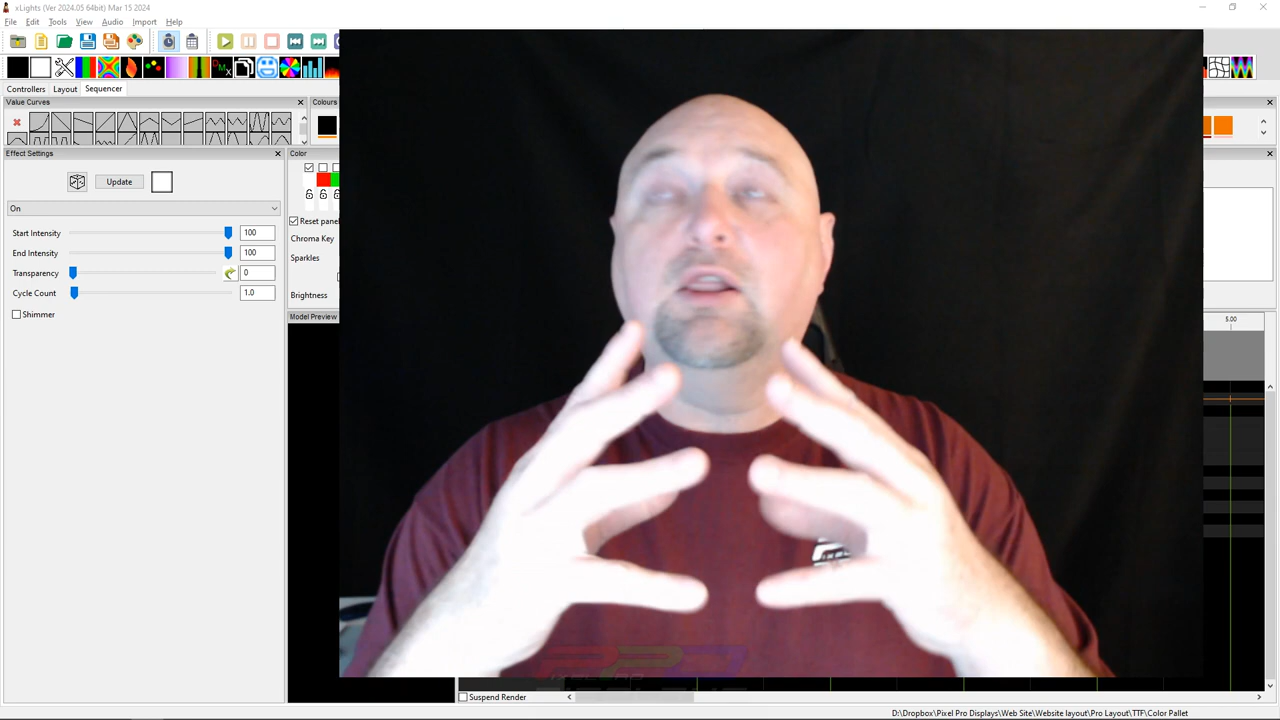 xLights (Ver 2024.05 64bit) Mar 15 2024
File Edit Tools View Audio Import Help
Controllers Layout Sequencer
Value Curves
Colours
Effect Settings
Color
Update
On
Reset panel
Start Intensity 100
Chroma Key
End Intensity 100
Sparkles
Transparency 0
Cycle Count 1.0
Brightness
Shimmer
Model Preview
5.00
Suspend Render
D:\Dropbox\Pixel Pro Displays\Web Site\Website layout\Pro Layout\TTF\Color Pallet